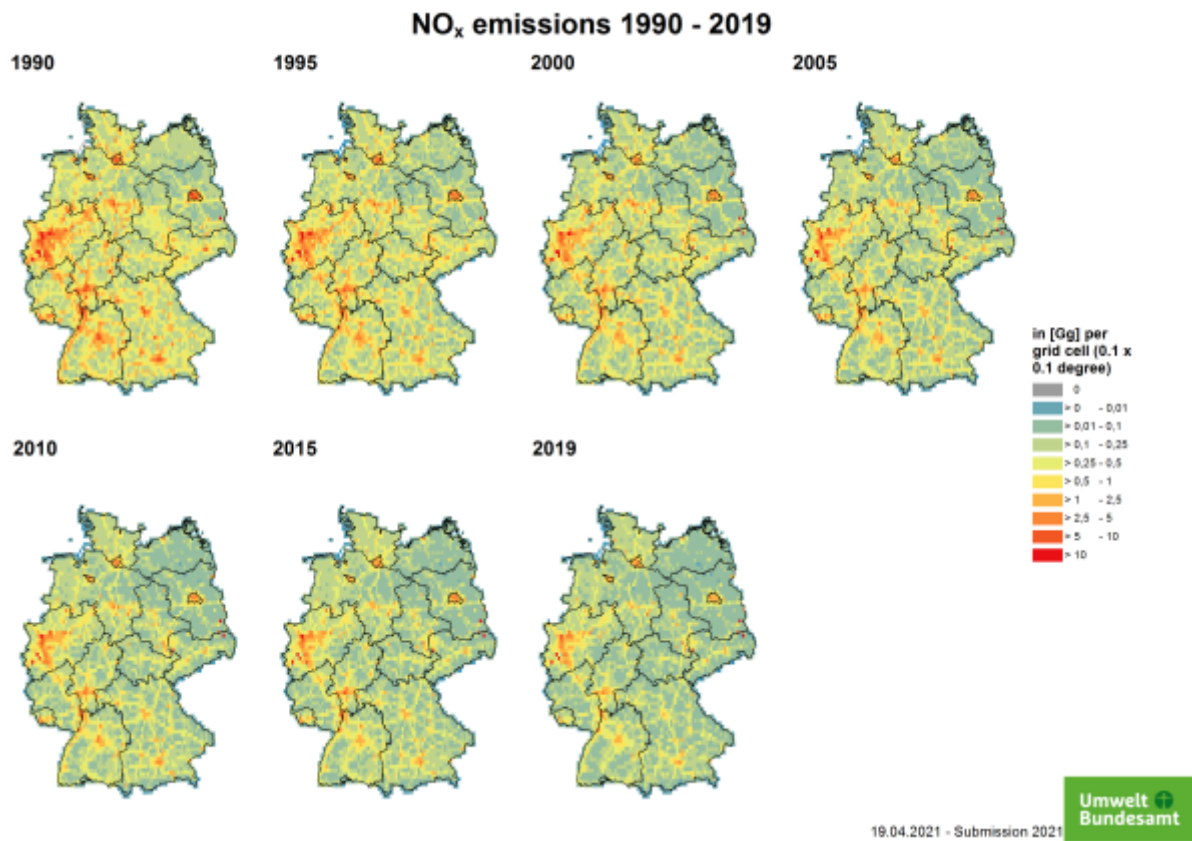 NOₓ emissions 1990 - 2019
1990
1995
2000
2005
in [Gg] per
grid cell (0.1 x
0.1 degree)
0
> 0 - 0,01
> 0,01 - 0,1
> 0,1 - 0,25
> 0,25 - 0,5
> 0,5 - 1
> 1 - 2,5
> 2,5 - 5
> 5 - 10
> 10
2010
2015
2019
Umwelt
Bundesamt
19.04.2021 - Submission 2021